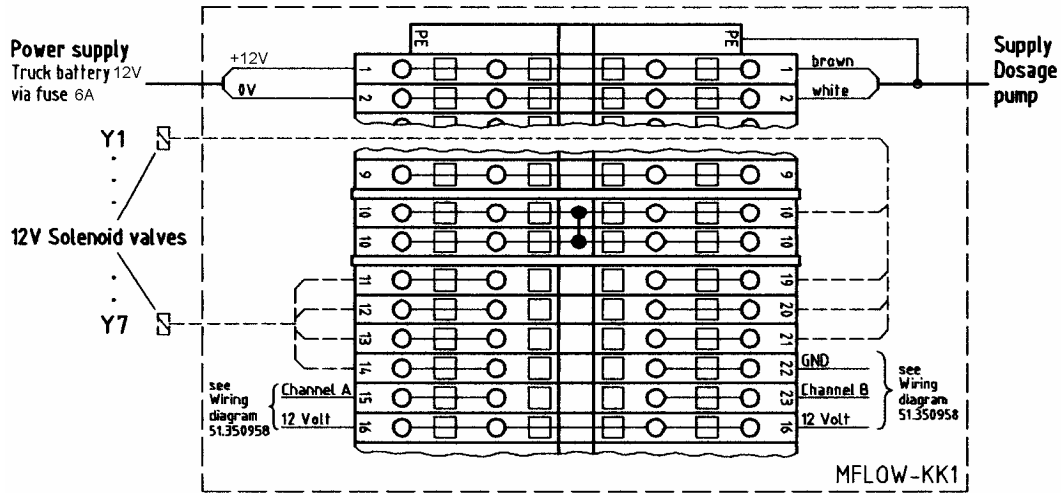 Power supply
Truck battery 12V
via fuse 6A
+12V
0V
PE
PE
1
2
1
2
brown
white
Supply
Dosage
pump
Y1
12V Solenoid valves
Y7
9
9
10
10
10
10
11
19
12
20
13
21
14
22
GND
see
Wiring
diagram
51.350958
Channel A
15
23
Channel B
12 Volt
16
16
12 Volt
see
Wiring
diagram
51.350958
MFLOW-KK1